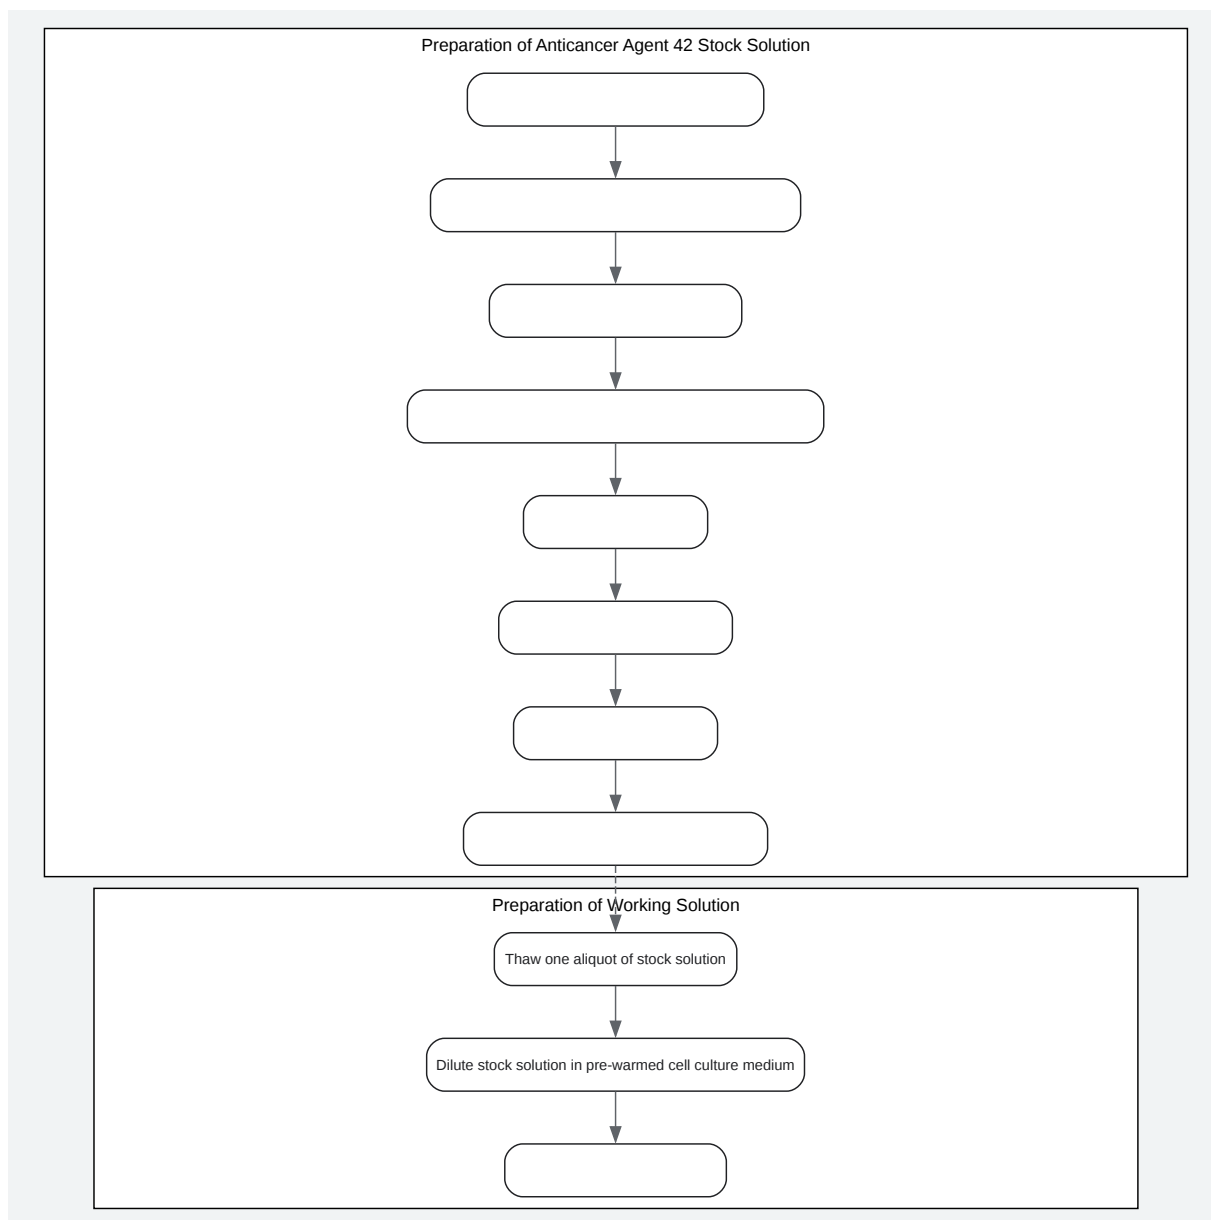 Preparation of Anticancer Agent 42 Stock Solution
Preparation of Working Solution
Thaw one aliquot of stock solution
Dilute stock solution in pre-warmed cell culture medium